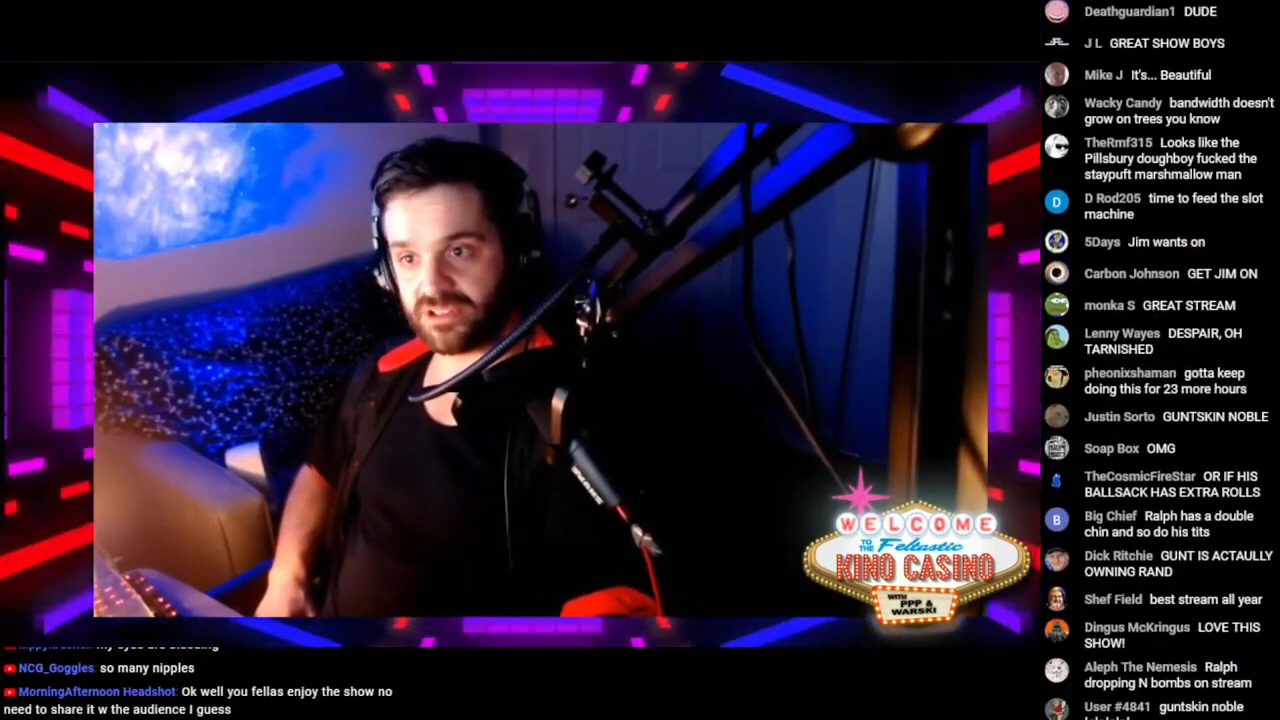 Deathguardian1 DUDE
J L GREAT SHOW BOYS
Mike J It's... Beautiful
Wacky Candy bandwidth doesn't
grow on trees you know
TheRmf315 Looks like the
Pillsbury doughboy fucked the
staypuft marshmallow man
D Rod205 time to feed the slot
machine
5Days Jim wants on
Carbon Johnson GET JIM ON
monka S GREAT STREAM
Lenny Wayes DESPAIR, OH
TARNISHED
pheonixshaman gotta keep
doing this for 23 more hours
Justin Sorto GUNTSKIN NOBLE
Soap Box OMG
TheCosmicFireStar OR IF HIS
BALLSACK HAS EXTRA ROLLS
Big Chief Ralph has a double
chin and so do his tits
Dick Ritchie GUNT IS ACTAULLY
OWNING RAND
Shef Field best stream all year
Dingus McKringus LOVE THIS
SHOW!
Aleph The Nemesis Ralph
dropping N bombs on stream
User #4841 guntskin noble
WELCOME
TO THE Feltastic
KINO CASINO
WITH
PPP &
WARSKI
my eyes are bleeding
NCG_Goggles: so many nipples
MorningAfternoon Headshot: Ok well you fellas enjoy the show no
need to share it w the audience I guess